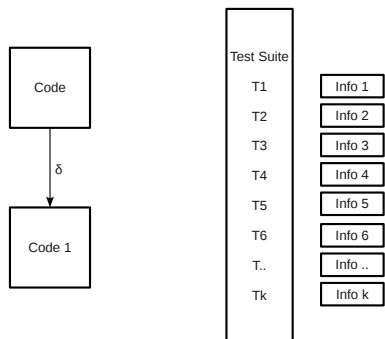 Code
δ
Code 1
Test Suite
T1
Info 1
T2
Info 2
T3
Info 3
T4
Info 4
T5
Info 5
T6
Info 6
T..
Info ..
Tk
Info k